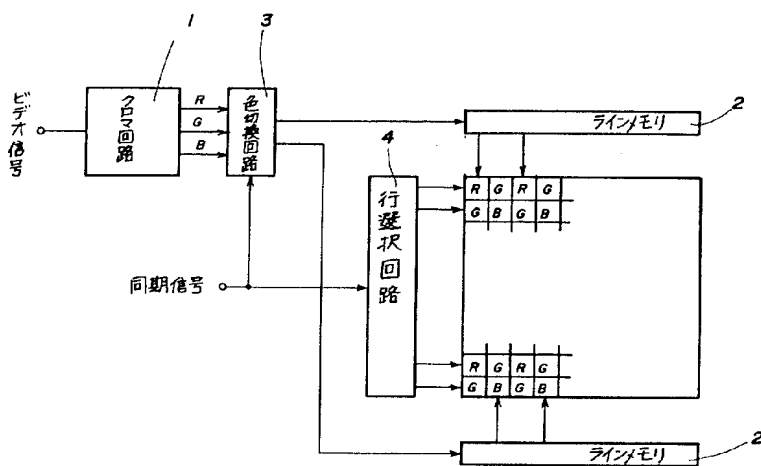 1
3
ビデオ信号
クロマ回路
R
G
B
色切換回路
ラインメモリ
2
4
行選択回路
R G R G
G B G B
同期信号
R G R G
G B G B
ラインメモリ
2